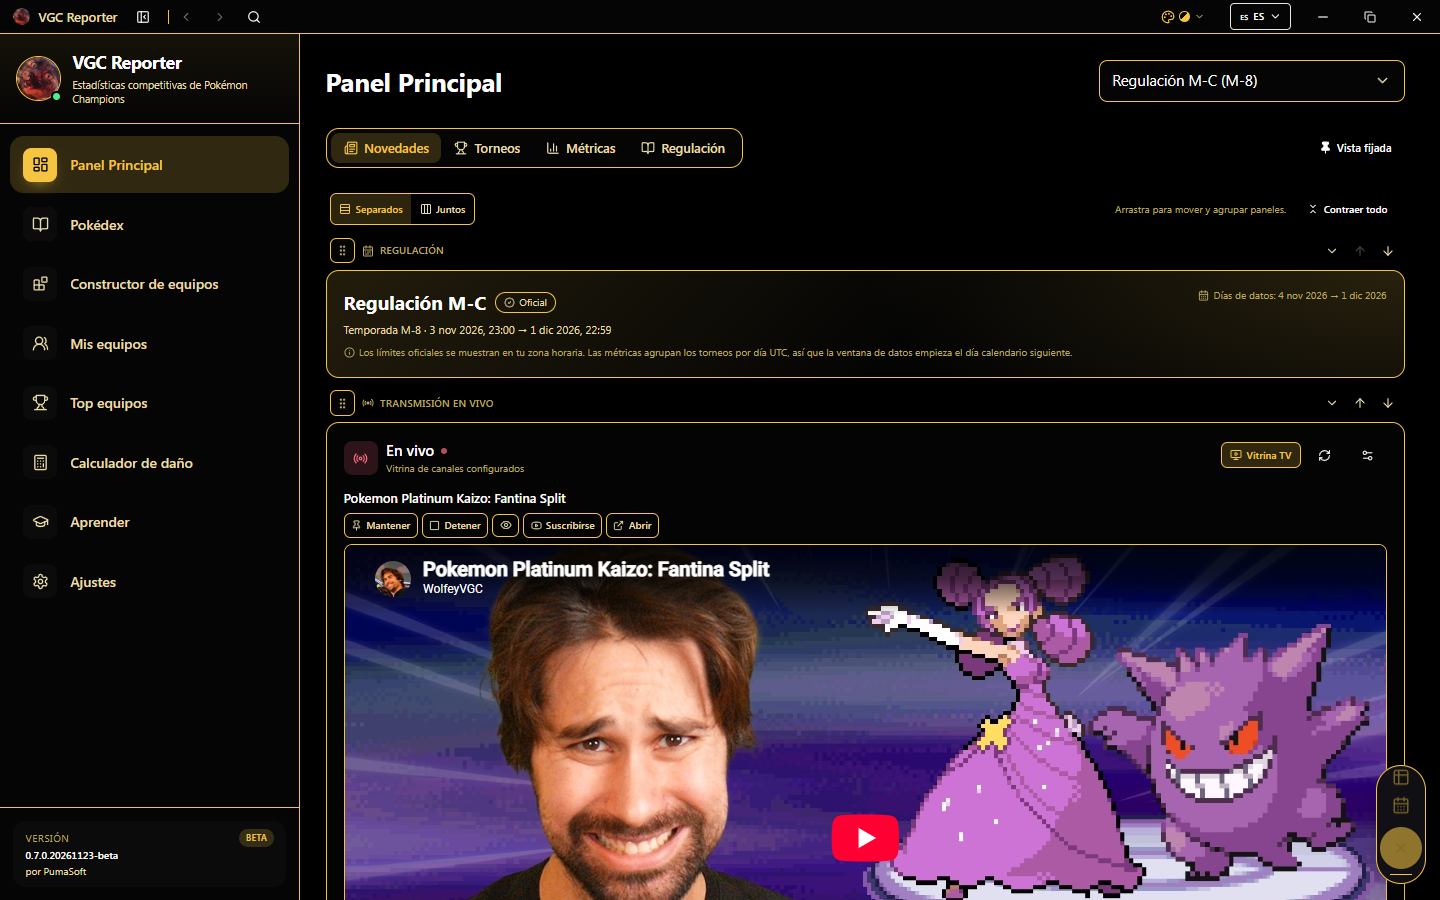 VGC Reporter
ES ES
VGC Reporter
Estadísticas competitivas de Pokémon
Champions
Panel Principal
Pokédex
Constructor de equipos
Mis equipos
Top equipos
Calculador de daño
Aprender
Ajustes
VERSIÓN
BETA
0.7.0.20261123-beta
por PumaSoft
Panel Principal
Regulación M-C (M-8)
Novedades
Torneos
Métricas
Regulación
Vista fijada
Separados
Juntos
Arrastra para mover y agrupar paneles.
Contraer todo
REGULACIÓN
Regulación M-C
Oficial
Días de datos: 4 nov 2026 → 1 dic 2026
Temporada M-8 · 3 nov 2026, 23:00 → 1 dic 2026, 22:59
Los límites oficiales se muestran en tu zona horaria. Las métricas agrupan los torneos por día UTC, así que la ventana de datos empieza el día calendario siguiente.
TRANSMISIÓN EN VIVO
En vivo
Vitrina de canales configurados
Vitrina TV
Pokemon Platinum Kaizo: Fantina Split
Mantener
Detener
Suscribirse
Abrir
Pokemon Platinum Kaizo: Fantina Split
WolfeyVGC